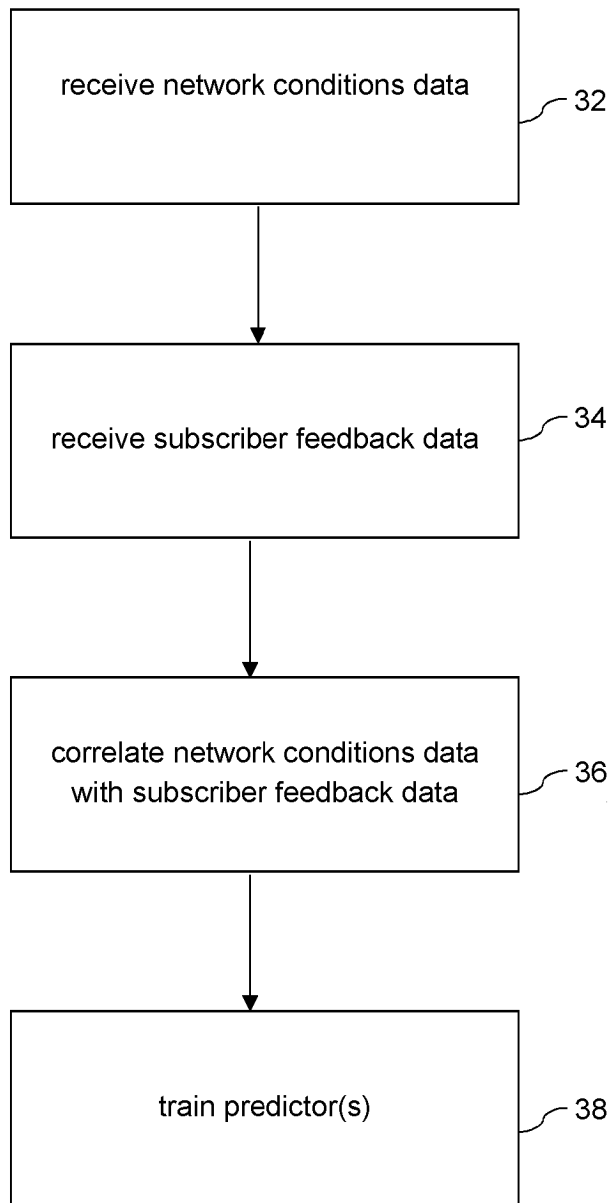 receive network conditions data
32
receive subscriber feedback data
34
correlate network conditions data
with subscriber feedback data
36
train predictor(s)
38